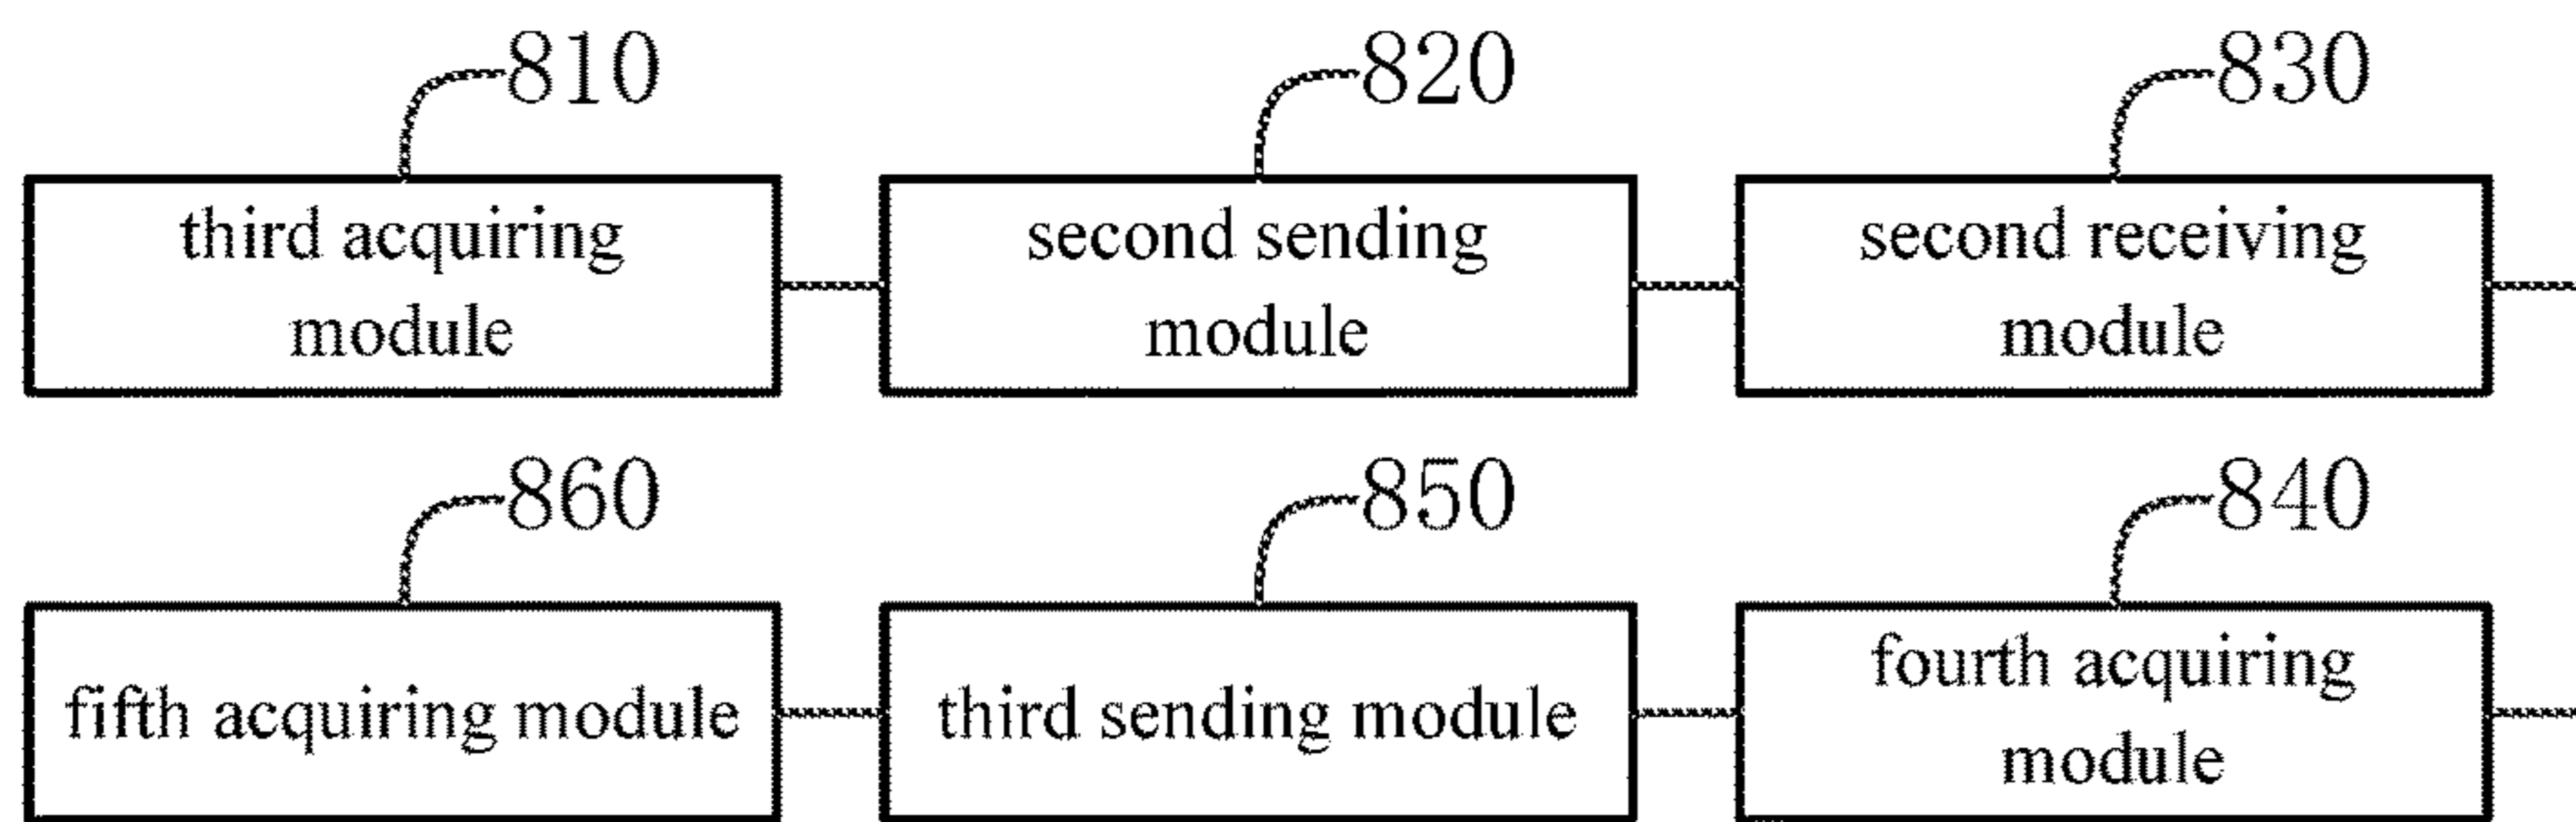 810
820
830
third acquiring
module
second sending
module
second receiving
module
860
850
840
fifth acquiring module
third sending module
fourth acquiring
module